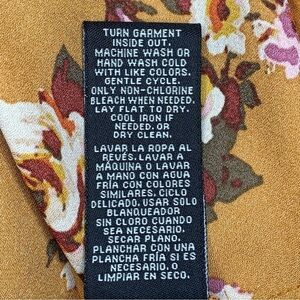 TURN GARMENT
INSIDE OUT.
MACHINE WASH OR
HAND WASH COLD
WITH LIKE COLORS.
GENTLE CYCLE.
ONLY NON-CHLORINE
BLEACH WHEN NEEDED.
LAY FLAT TO DRY.
COOL IRON IF
NEEDED. OR
DRY CLEAN.
LAVAR LA ROPA AL
REVÉS. LAVAR A
MÁQUINA O LAVAR
A MANO CON AGUA
FRÍA CON COLORES
SIMILARES. CICLO
DELICADO. USAR SOLO
BLANQUEADOR
SIN CLORO CUANDO
SEA NECESARIO.
SECAR PLANO.
PLANCHAR CON UNA
PLANCHA FRÍA SI ES
NECESARIO. O
LIMPIAR EN SECO.